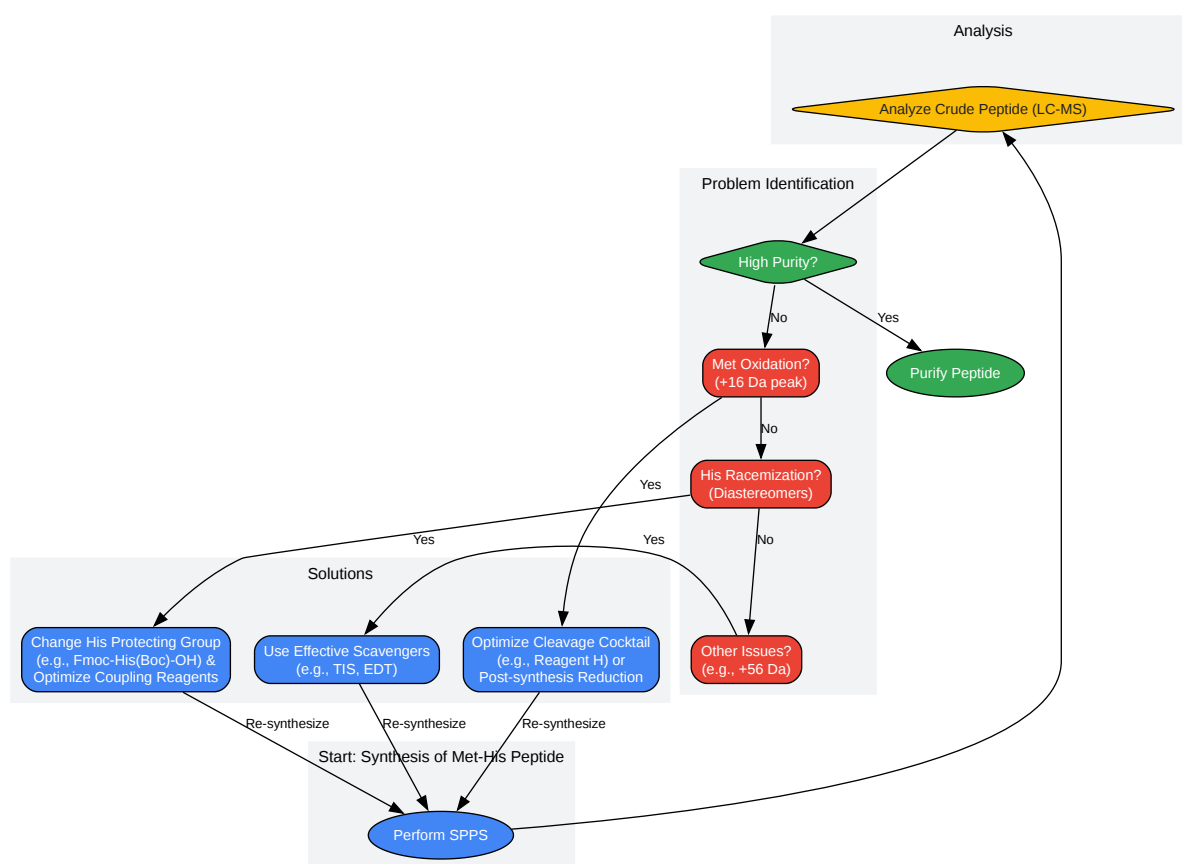 Analysis
Analyze Crude Peptide (LC-MS)
Problem Identification
High Purity?
No
Yes
Met Oxidation?
(+16 Da peak)
Purify Peptide
No
His Racemization?
(Diastereomers)
Yes
Yes
Yes
No
Solutions
Change His Protecting Group
(e.g., Fmoc-His(Boc)-OH) &
Optimize Coupling Reagents
Use Effective Scavengers
(e.g., TIS, EDT)
Optimize Cleavage Cocktail
(e.g., Reagent H) or
Post-synthesis Reduction
Other Issues?
(e.g., +56 Da)
Re-synthesize
Re-synthesize
Re-synthesize
Start: Synthesis of Met-His Peptide
Perform SPPS